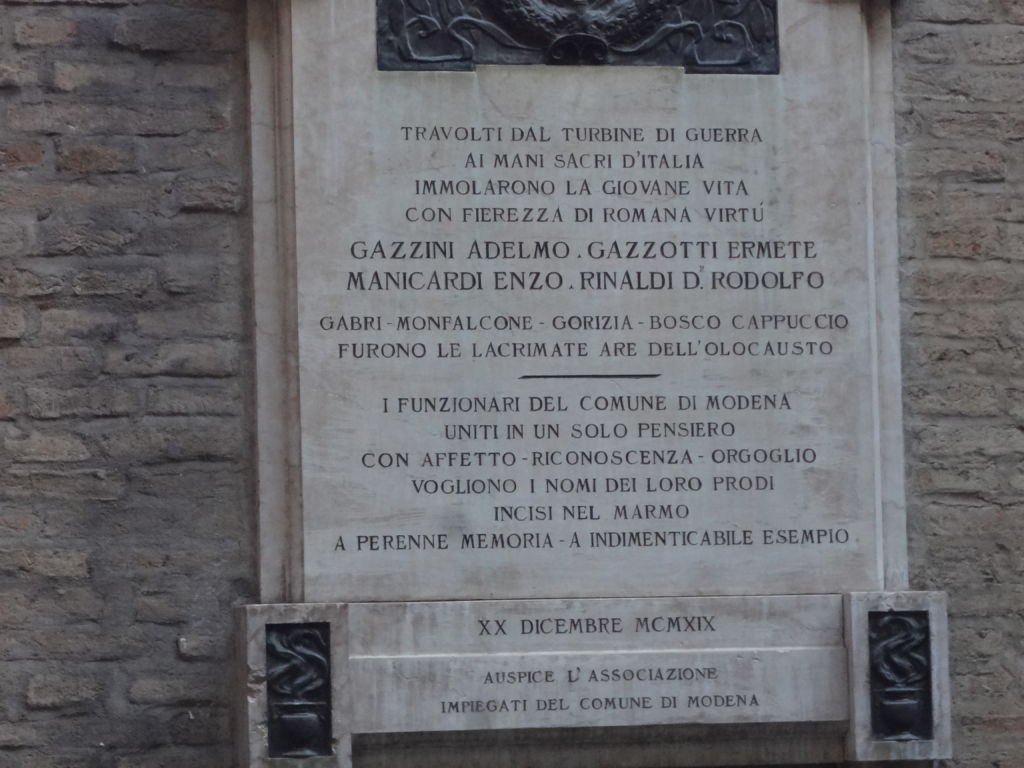 TRAVOLTI DAL TURBINE DI GUERRA
AI MANI SACRI D'ITALIA
IMMOLARONO LA GIOVANE VITA
CON FIEREZZA DI ROMANA VIRTÚ
GAZZINI ADELMO . GAZZOTTI ERMETE
MANICARDI ENZO . RINALDI D.R RODOLFO
GABRI - MONFALCONE - GORIZIA - BOSCO CAPPUCCIO
FURONO LE LACRIMATE ARE DELL'OLOCAUSTO
I FUNZIONARI DEL COMUNE DI MODENA
UNITI IN UN SOLO PENSIERO
CON AFFETTO - RICONOSCENZA - ORGOGLIO
VOGLIONO I NOMI DEI LORO PRODI
INCISI NEL MARMO
A PERENNE MEMORIA - A INDIMENTICABILE ESEMPIO
XX DICEMBRE MCMXIX
AUSPICE L'ASSOCIAZIONE
IMPIEGATI DEL COMUNE DI MODENA